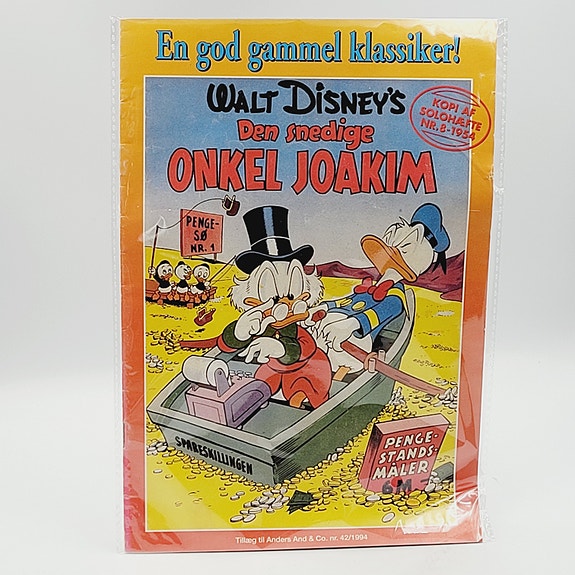 En god gammel klassiker!
WALT DISNEY'S
Den snedige
ONKEL JOAKIM
KOPI AF
SOLOHÆFTE
NR. 8-1954
PENGE-
SØ
NR. 1
SPARESKILLINGEN
PENGE-
STANDS-
MÅLER
6 M
Tillæg til Anders And & Co. nr. 42/1994